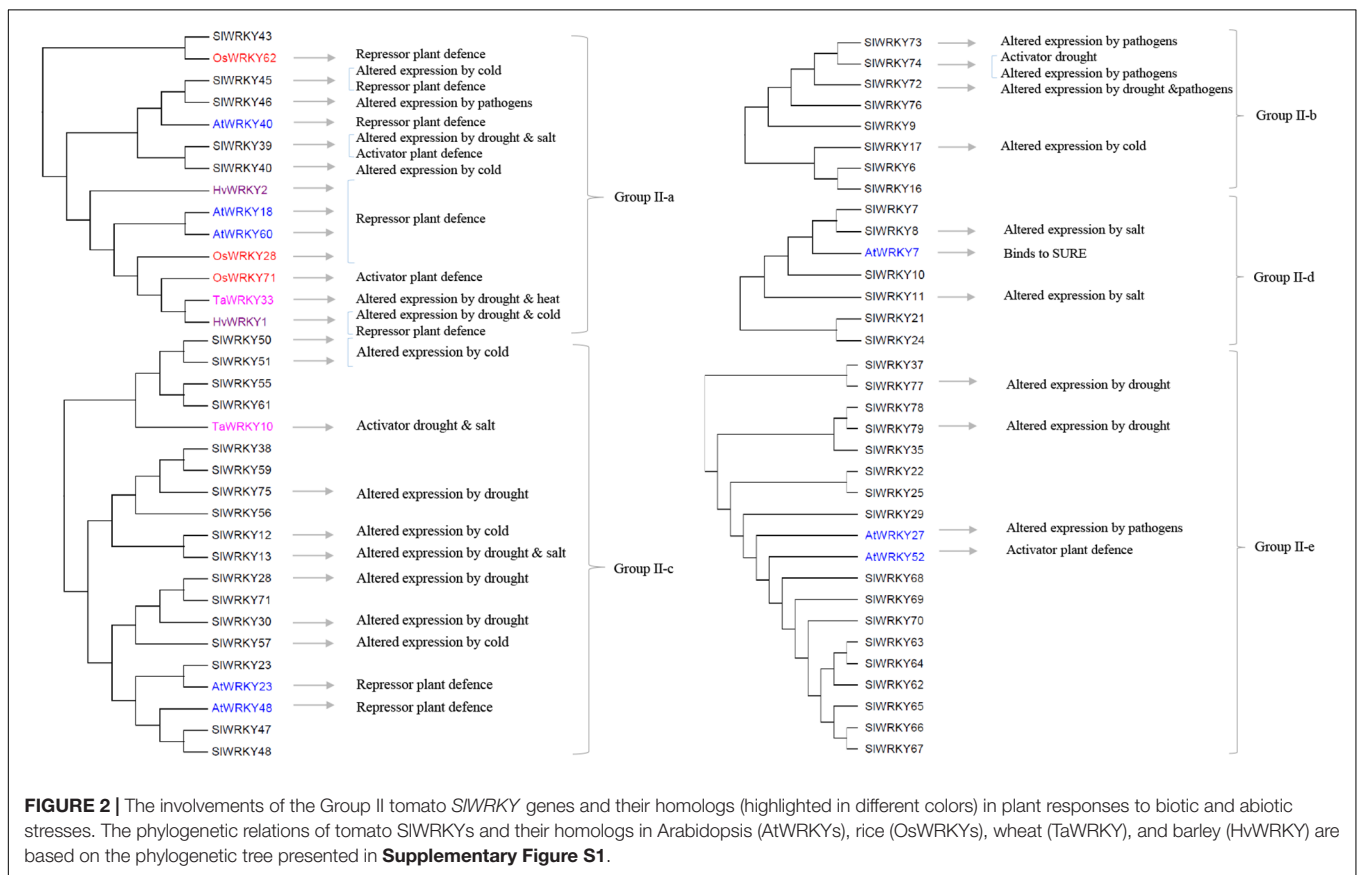 SlWRKY43
OsWRKY62 Repressor plant defence
SlWRKY45 Altered expression by cold
Repressor plant defence
SlWRKY46 Altered expression by pathogens
AtWRKY40 Repressor plant defence
SlWRKY39 Altered expression by drought & salt
Activator plant defence
SlWRKY40 Altered expression by cold
HvWRKY2
AtWRKY18
Repressor plant defence
AtWRKY60
OsWRKY28
OsWRKY71 Activator plant defence
TaWRKY33 Altered expression by drought & heat
HvWRKY1 Altered expression by drought & cold
Repressor plant defence
Group II-a
SlWRKY50
Altered expression by cold
SlWRKY51
SlWRKY55
SlWRKY61
TaWRKY10 Activator drought & salt
SlWRKY38
SlWRKY59
SlWRKY75 Altered expression by drought
SlWRKY56
SlWRKY12 Altered expression by cold
SlWRKY13 Altered expression by drought & salt
SlWRKY28 Altered expression by drought
SlWRKY71
SlWRKY30 Altered expression by drought
SlWRKY57 Altered expression by cold
SlWRKY23
AtWRKY23 Repressor plant defence
AtWRKY48 Repressor plant defence
SlWRKY47
SlWRKY48
Group II-c
SlWRKY73 Altered expression by pathogens
SlWRKY74 Activator drought
Altered expression by pathogens
SlWRKY72 Altered expression by drought &pathogens
SlWRKY76
SlWRKY9
SlWRKY17 Altered expression by cold
SlWRKY6
SlWRKY16
Group II-b
SlWRKY7
SlWRKY8 Altered expression by salt
AtWRKY7 Binds to SURE
SlWRKY10
SlWRKY11 Altered expression by salt
SlWRKY21
SlWRKY24
Group II-d
SlWRKY37
SlWRKY77 Altered expression by drought
SlWRKY78
SlWRKY79 Altered expression by drought
SlWRKY35
SlWRKY22
SlWRKY25
SlWRKY29
AtWRKY27 Altered expression by pathogens
AtWRKY52 Activator plant defence
SlWRKY68
SlWRKY69
SlWRKY70
SlWRKY63
SlWRKY64
SlWRKY62
SlWRKY65
SlWRKY66
SlWRKY67
Group II-e
FIGURE 2 | The involvements of the Group II tomato SlWRKY genes and their homologs (highlighted in different colors) in plant responses to biotic and abiotic
stresses. The phylogenetic relations of tomato SlWRKYs and their homologs in Arabidopsis (AtWRKYs), rice (OsWRKYs), wheat (TaWRKY), and barley (HvWRKY) are
based on the phylogenetic tree presented in Supplementary Figure S1.